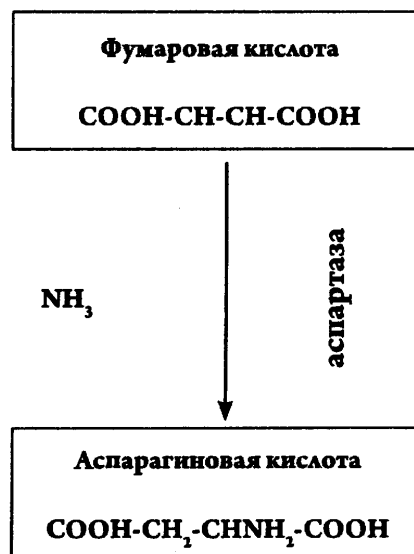 Фумаровая кислота
COOH-CH-CH-COOH
NH₃
аспартаза
Аспарагиновая кислота
COOH-CH₂-CHNH₂-COOH